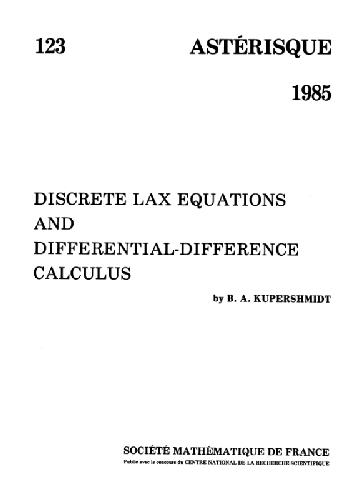 123 ASTÉRISQUE
1985
DISCRETE LAX EQUATIONS
AND
DIFFERENTIAL-DIFFERENCE
CALCULUS
by B. A. KUPERSHMIDT
SOCIÉTÉ MATHÉMATIQUE DE FRANCE
Publié avec le concours du CENTRE NATIONAL DE LA RECHERCHE SCIENTIFIQUE